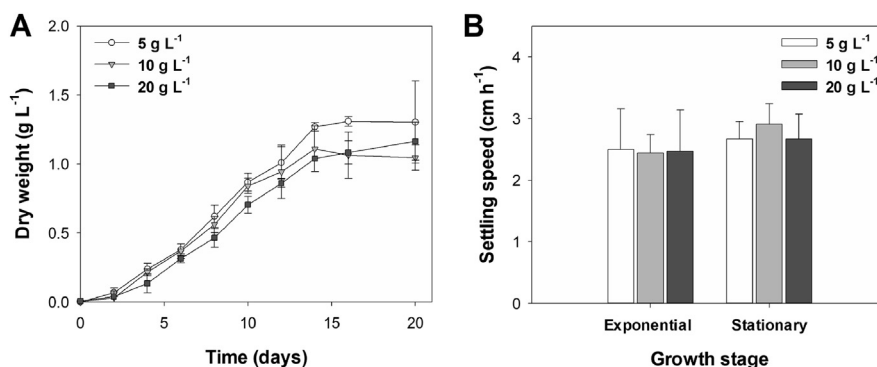 A
5 g L⁻¹
10 g L⁻¹
20 g L⁻¹
Dry weight (g L⁻¹)
2.0
1.5
1.0
0.5
0.0
0 5 10 15 20
Time (days)
B
5 g L⁻¹
10 g L⁻¹
20 g L⁻¹
Settling speed (cm h⁻¹)
4
3
2
1
0
Exponential Stationary
Growth stage